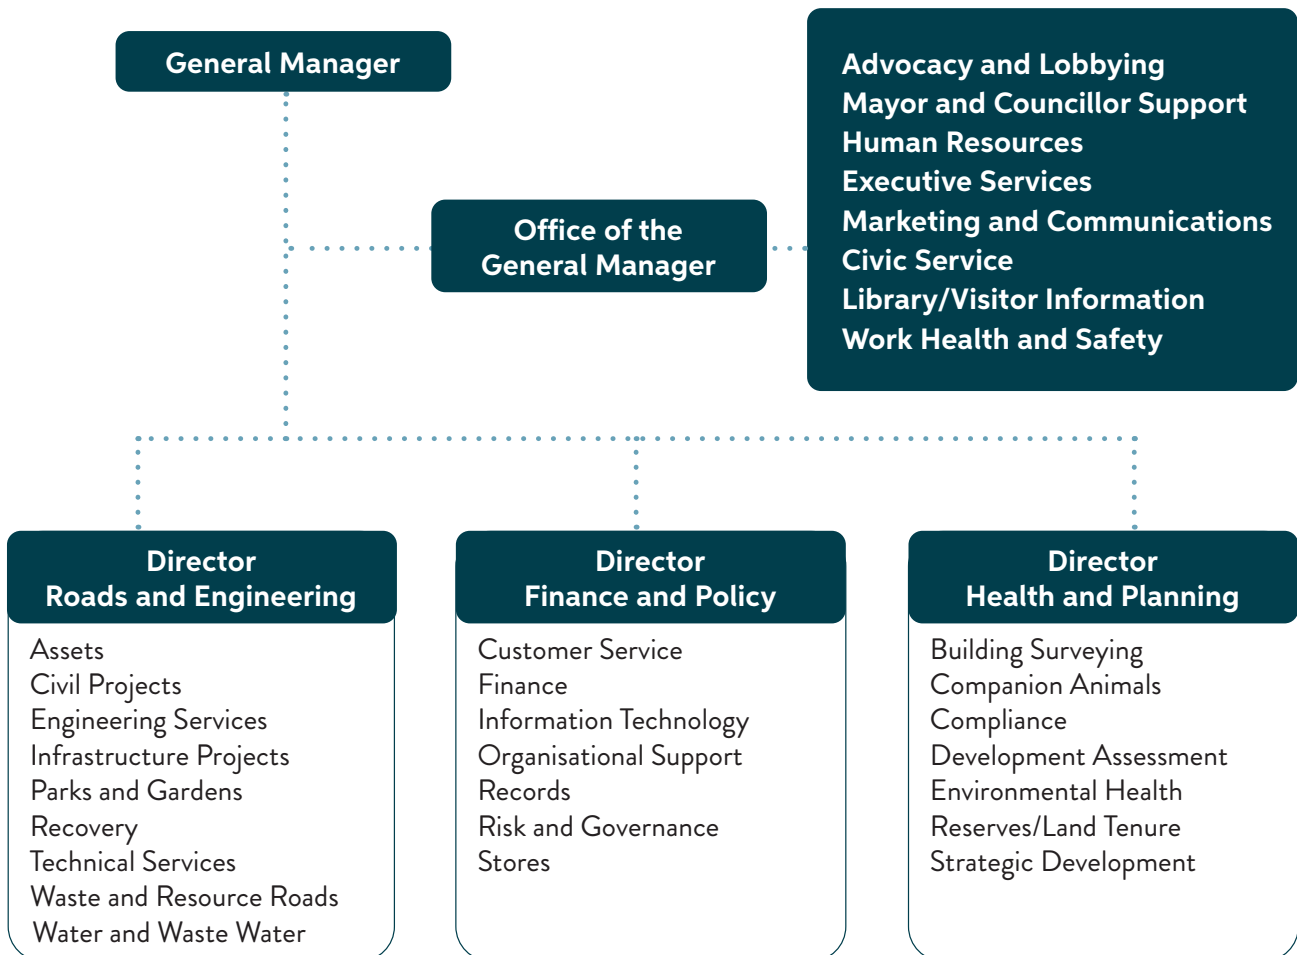 General Manager
Office of the
General Manager
Advocacy and Lobbying
Mayor and Councillor Support
Human Resources
Executive Services
Marketing and Communications
Civic Service
Library/Visitor Information
Work Health and Safety
Director
Roads and Engineering
Assets
Civil Projects
Engineering Services
Infrastructure Projects
Parks and Gardens
Recovery
Technical Services
Waste and Resource Roads
Water and Waste Water
Director
Finance and Policy
Customer Service
Finance
Information Technology
Organisational Support
Records
Risk and Governance
Stores
Director
Health and Planning
Building Surveying
Companion Animals
Compliance
Development Assessment
Environmental Health
Reserves/Land Tenure
Strategic Development